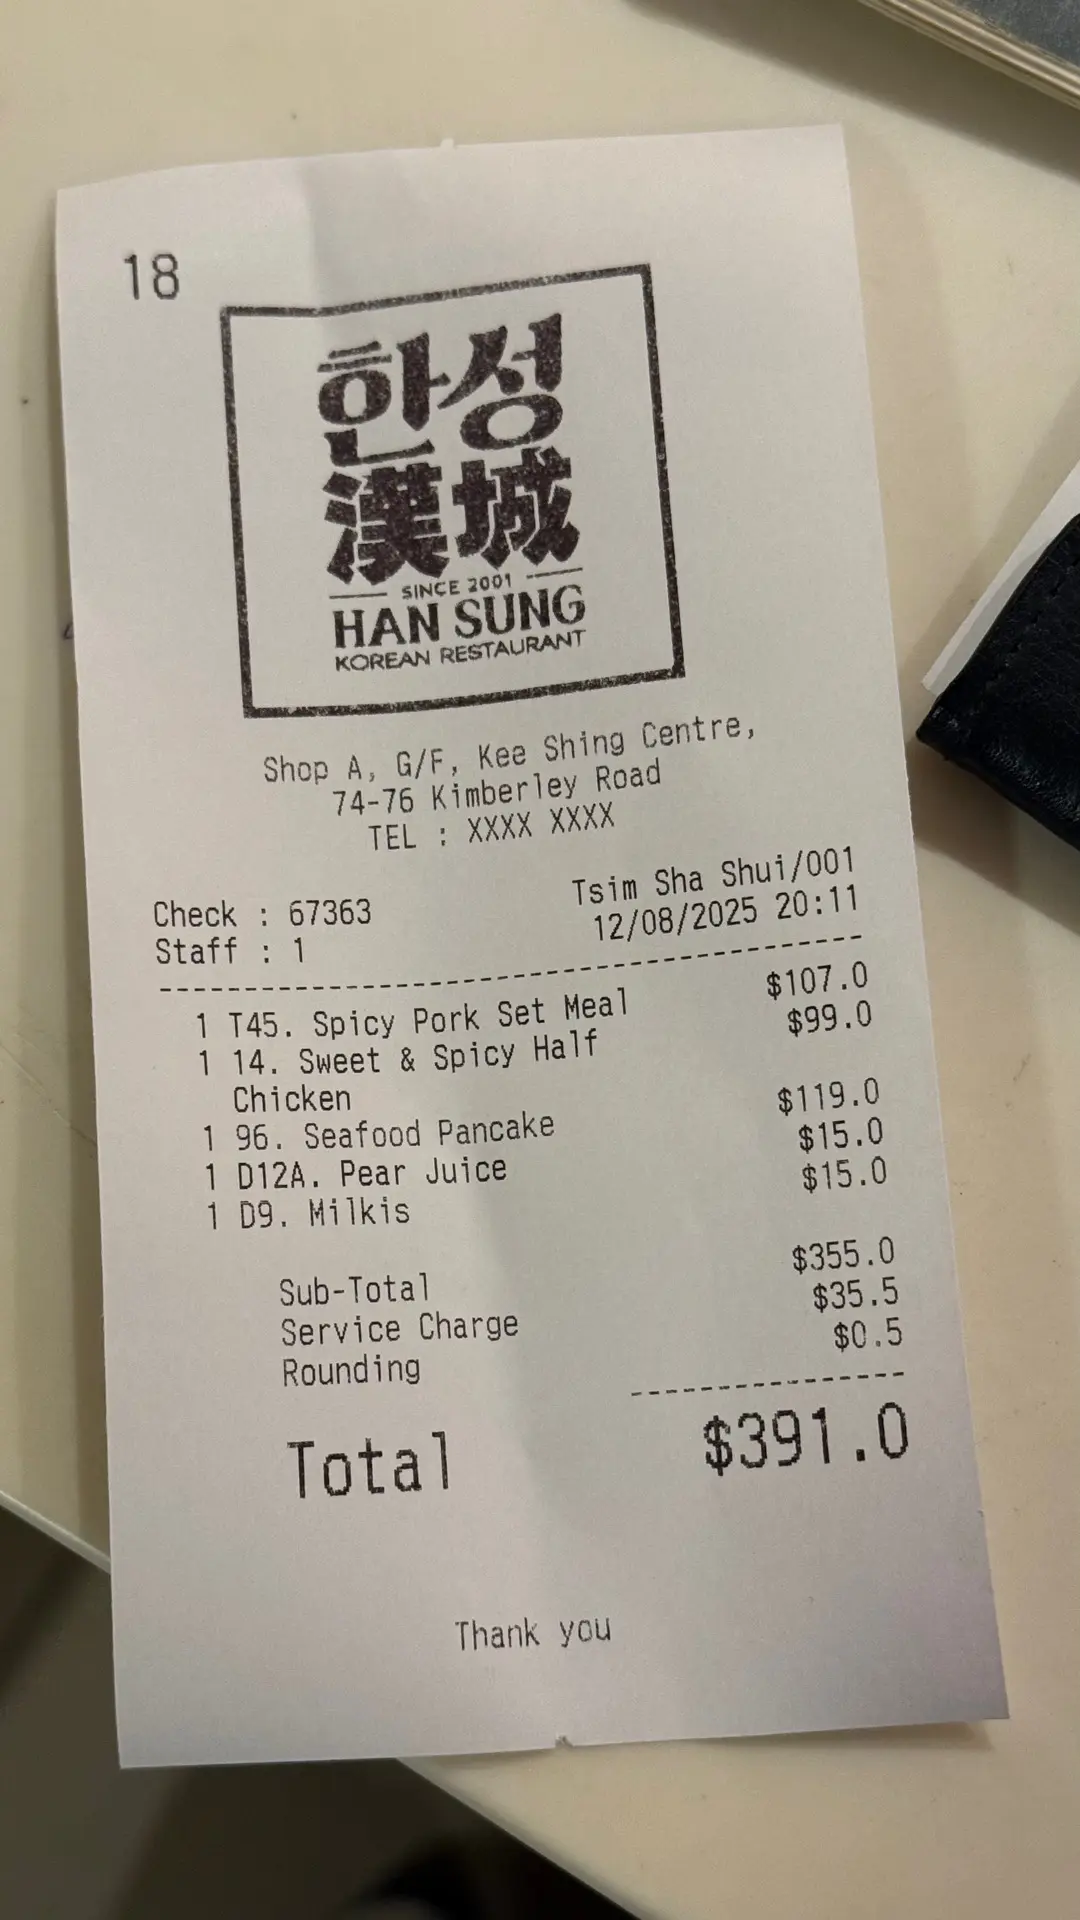 18
한성
漢城
SINCE 2001
HAN SUNG
KOREAN RESTAURANT
Shop A, G/F, Kee Shing Centre,
74-76 Kimberley Road
TEL : XXXX XXXX
Tsim Sha Shui/001
Check : 67363 12/08/2025 20:11
Staff : 1
1 T45. Spicy Pork Set Meal $107.0
1 14. Sweet & Spicy Half $99.0
Chicken
1 96. Seafood Pancake $119.0
1 D12A. Pear Juice $15.0
1 D9. Milkis $15.0
Sub-Total $355.0
Service Charge $35.5
Rounding $0.5
Total $391.0
Thank you